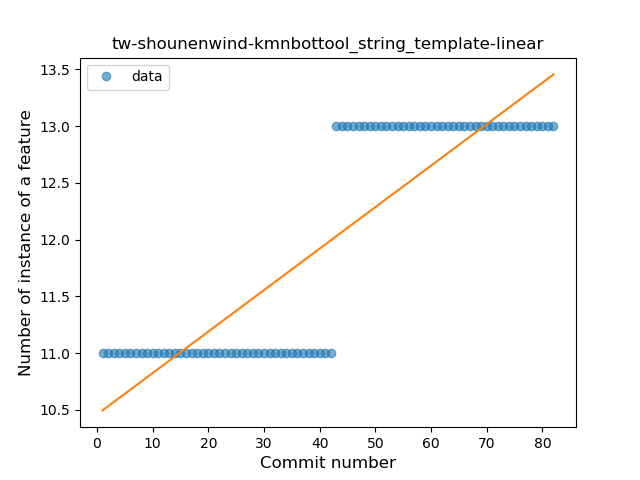 tw-shounenwind-kmnbottool_string_template-linear
data
Number of instance of a feature
13.5
13.0
12.5
12.0
11.5
11.0
10.5
0 10 20 30 40 50 60 70 80
Commit number